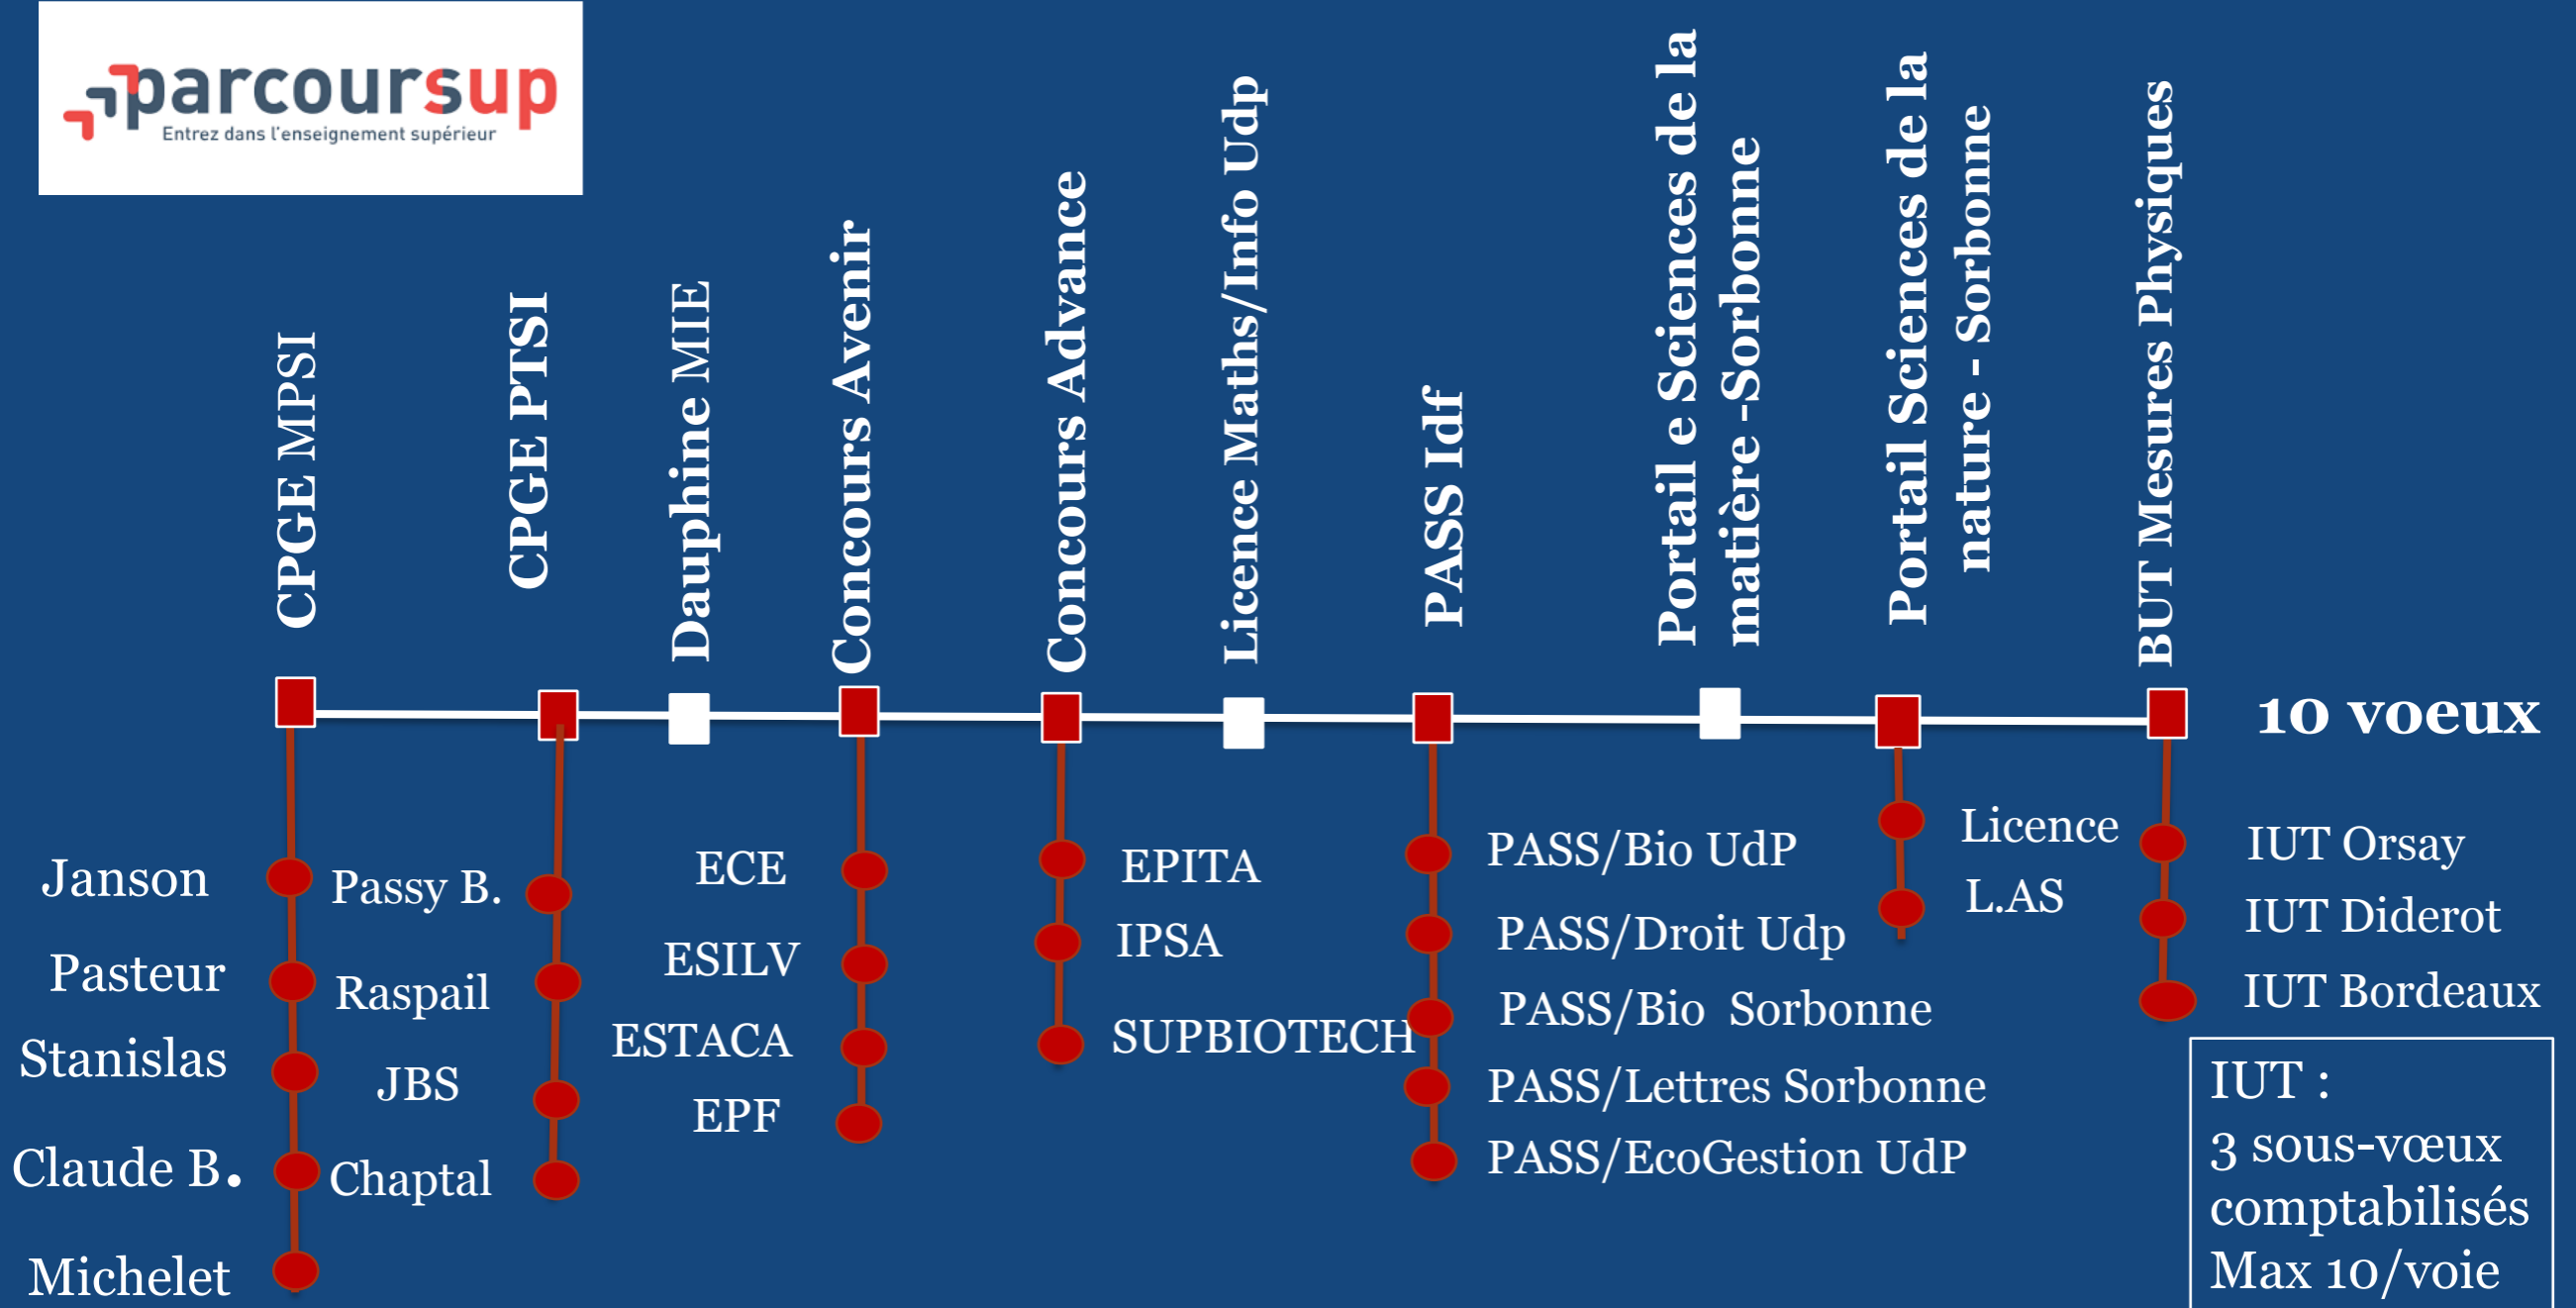 parcoursup
Entrez dans l'enseignement supérieur
CPGE MPSI
CPGE PTSI
Dauphine MIE
Concours Avenir
Concours Advance
Licence Maths/Info Udp
PASS Idf
Portail e Sciences de la
matière -Sorbonne
Portail Sciences de la
nature - Sorbonne
BUT Mesures Physiques
10 voeux
Janson
Pasteur
Stanislas
Claude B.
Michelet
Passy B.
Raspail
JBS
Chaptal
ECE
ESILV
ESTACA
EPF
EPITA
IPSA
SUPBIOTECH
PASS/Bio UdP
PASS/Droit Udp
PASS/Bio Sorbonne
PASS/Lettres Sorbonne
PASS/EcoGestion UdP
Licence
L.AS
IUT Orsay
IUT Diderot
IUT Bordeaux
IUT :
3 sous-vœux
comptabilisés
Max 10/voie